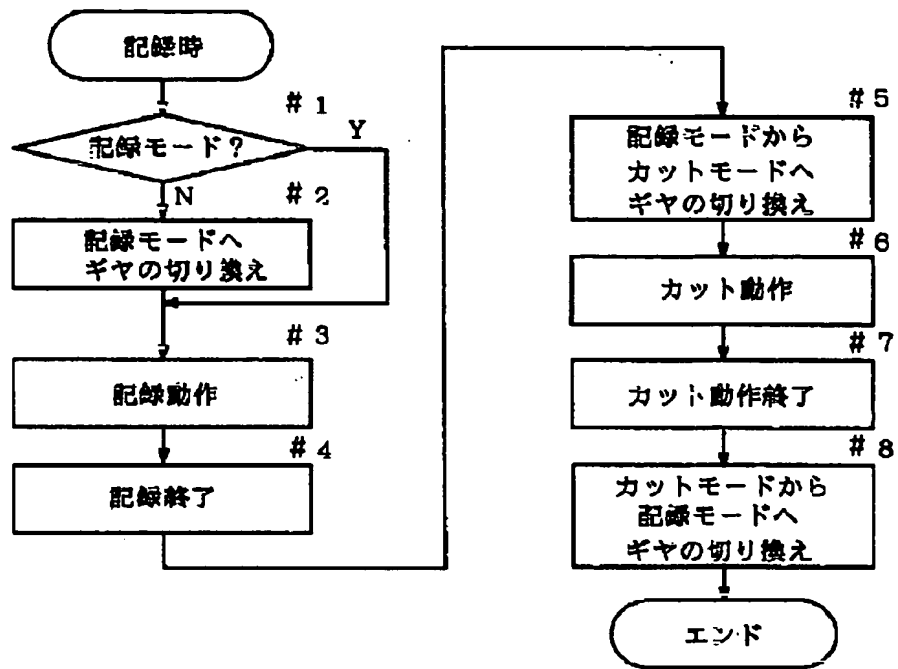 記録時
#1
記録モード?
Y
N
#2
記録モードへ
ギヤの切り換え
#3
記録動作
#4
記録終了
#5
記録モードから
カットモードへ
ギヤの切り換え
#6
カット動作
#7
カット動作終了
#8
カットモードから
記録モードへ
ギヤの切り換え
エンド